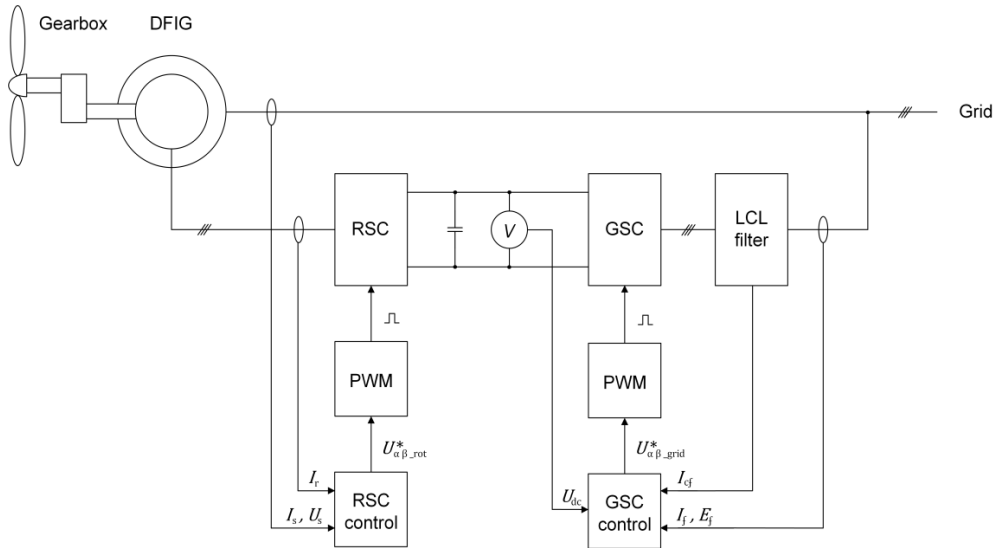 Gearbox
DFIG
Grid
RSC
V
GSC
LCL
filter
PWM
PWM
U*αβ_rot
U*αβ_grid
Ir
Is , Us
RSC
control
Udc
GSC
control
Icf
If , Ef